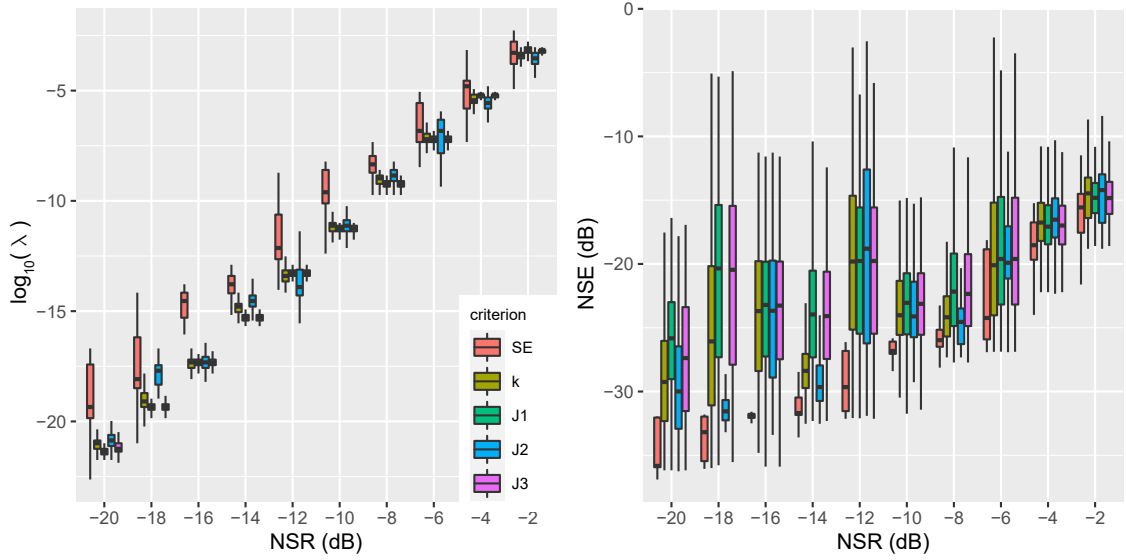 log10( λ )
−5
−10
−15
−20
−20 −18 −16 −14 −12 −10 −8 −6 −4 −2
NSR (dB)
criterion
SE
k
J1
J2
J3
NSE (dB)
0
−10
−20
−30
−20 −18 −16 −14 −12 −10 −8 −6 −4 −2
NSR (dB)